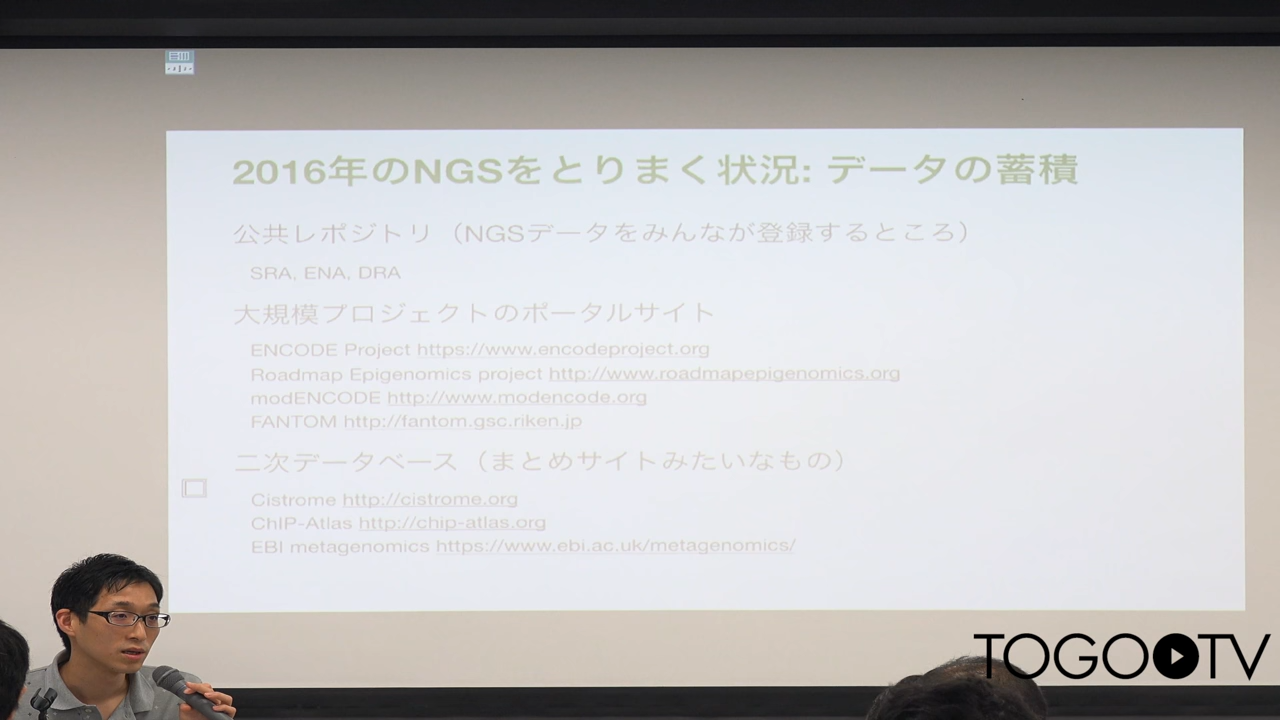 2016年のNGSをとりまく状況: データの蓄積
公共レポジトリ（NGSデータをみんなが登録するところ）
SRA, ENA, DRA
大規模プロジェクトのポータルサイト
ENCODE Project https://www.encodeproject.org
Roadmap Epigenomics project http://www.roadmapepigenomics.org
modENCODE http://www.modencode.org
FANTOM http://fantom.gsc.riken.jp
二次データベース（まとめサイトみたいなもの）
Cistrome http://cistrome.org
ChIP-Atlas http://chip-atlas.org
EBI metagenomics https://www.ebi.ac.uk/metagenomics/
TOGOTV